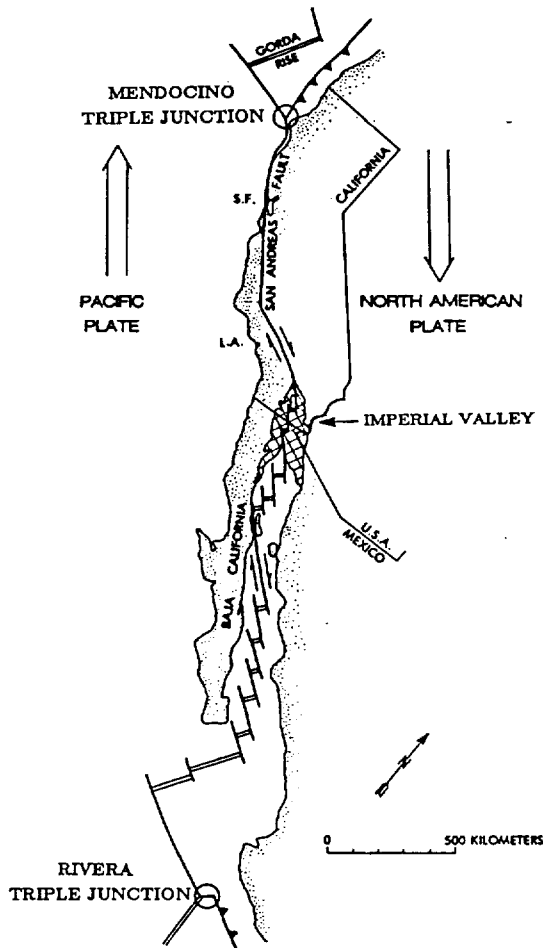 GORDA
RISE
MENDOCINO
TRIPLE JUNCTION
CALIFORNIA
S.F.
SAN ANDREAS FAULT
PACIFIC
PLATE
NORTH AMERICAN
PLATE
L.A.
IMPERIAL VALLEY
U.S.A.
MEXICO
BAJA CALIFORNIA
N
0 500 KILOMETERS
RIVERA
TRIPLE JUNCTION